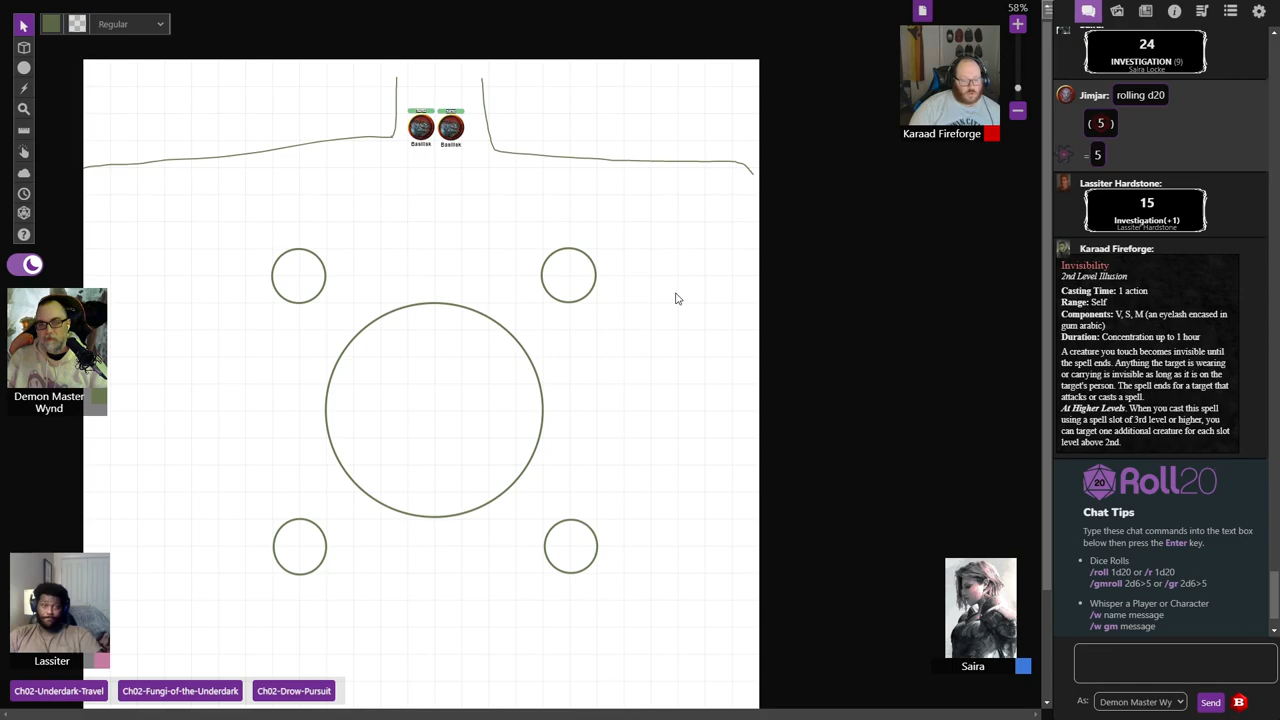 Regular
58%
Karaad Fireforge
Basilisk
Basilisk
Demon Master
Wynd
Lassiter
Saira
Ch02-Underdark-Travel
Ch02-Fungi-of-the-Underdark
Ch02-Drow-Pursuit
24
INVESTIGATION (9)
Saira Locke
Jimjar: rolling d20
( 5 )
= 5
Lassiter Hardstone:
15
Investigation(+1)
Lassiter Hardstone
Karaad Fireforge:
Invisibility
2nd Level Illusion
Casting Time: 1 action
Range: Self
Components: V, S, M (an eyelash encased in
gum arabic)
Duration: Concentration up to 1 hour
A creature you touch becomes invisible until
the spell ends. Anything the target is wearing
or carrying is invisible as long as it is on the
target's person. The spell ends for a target that
attacks or casts a spell.
At Higher Levels. When you cast this spell
using a spell slot of 3rd level or higher, you
can target one additional creature for each slot
level above 2nd.
20 Roll20
Chat Tips
Type these chat commands into the text box
below then press the Enter key.
• Dice Rolls
/roll 1d20 or /r 1d20
/gmroll 2d6>5 or /gr 2d6>5
• Whisper a Player or Character
/w name message
/w gm message
As: Demon Master Wy Send